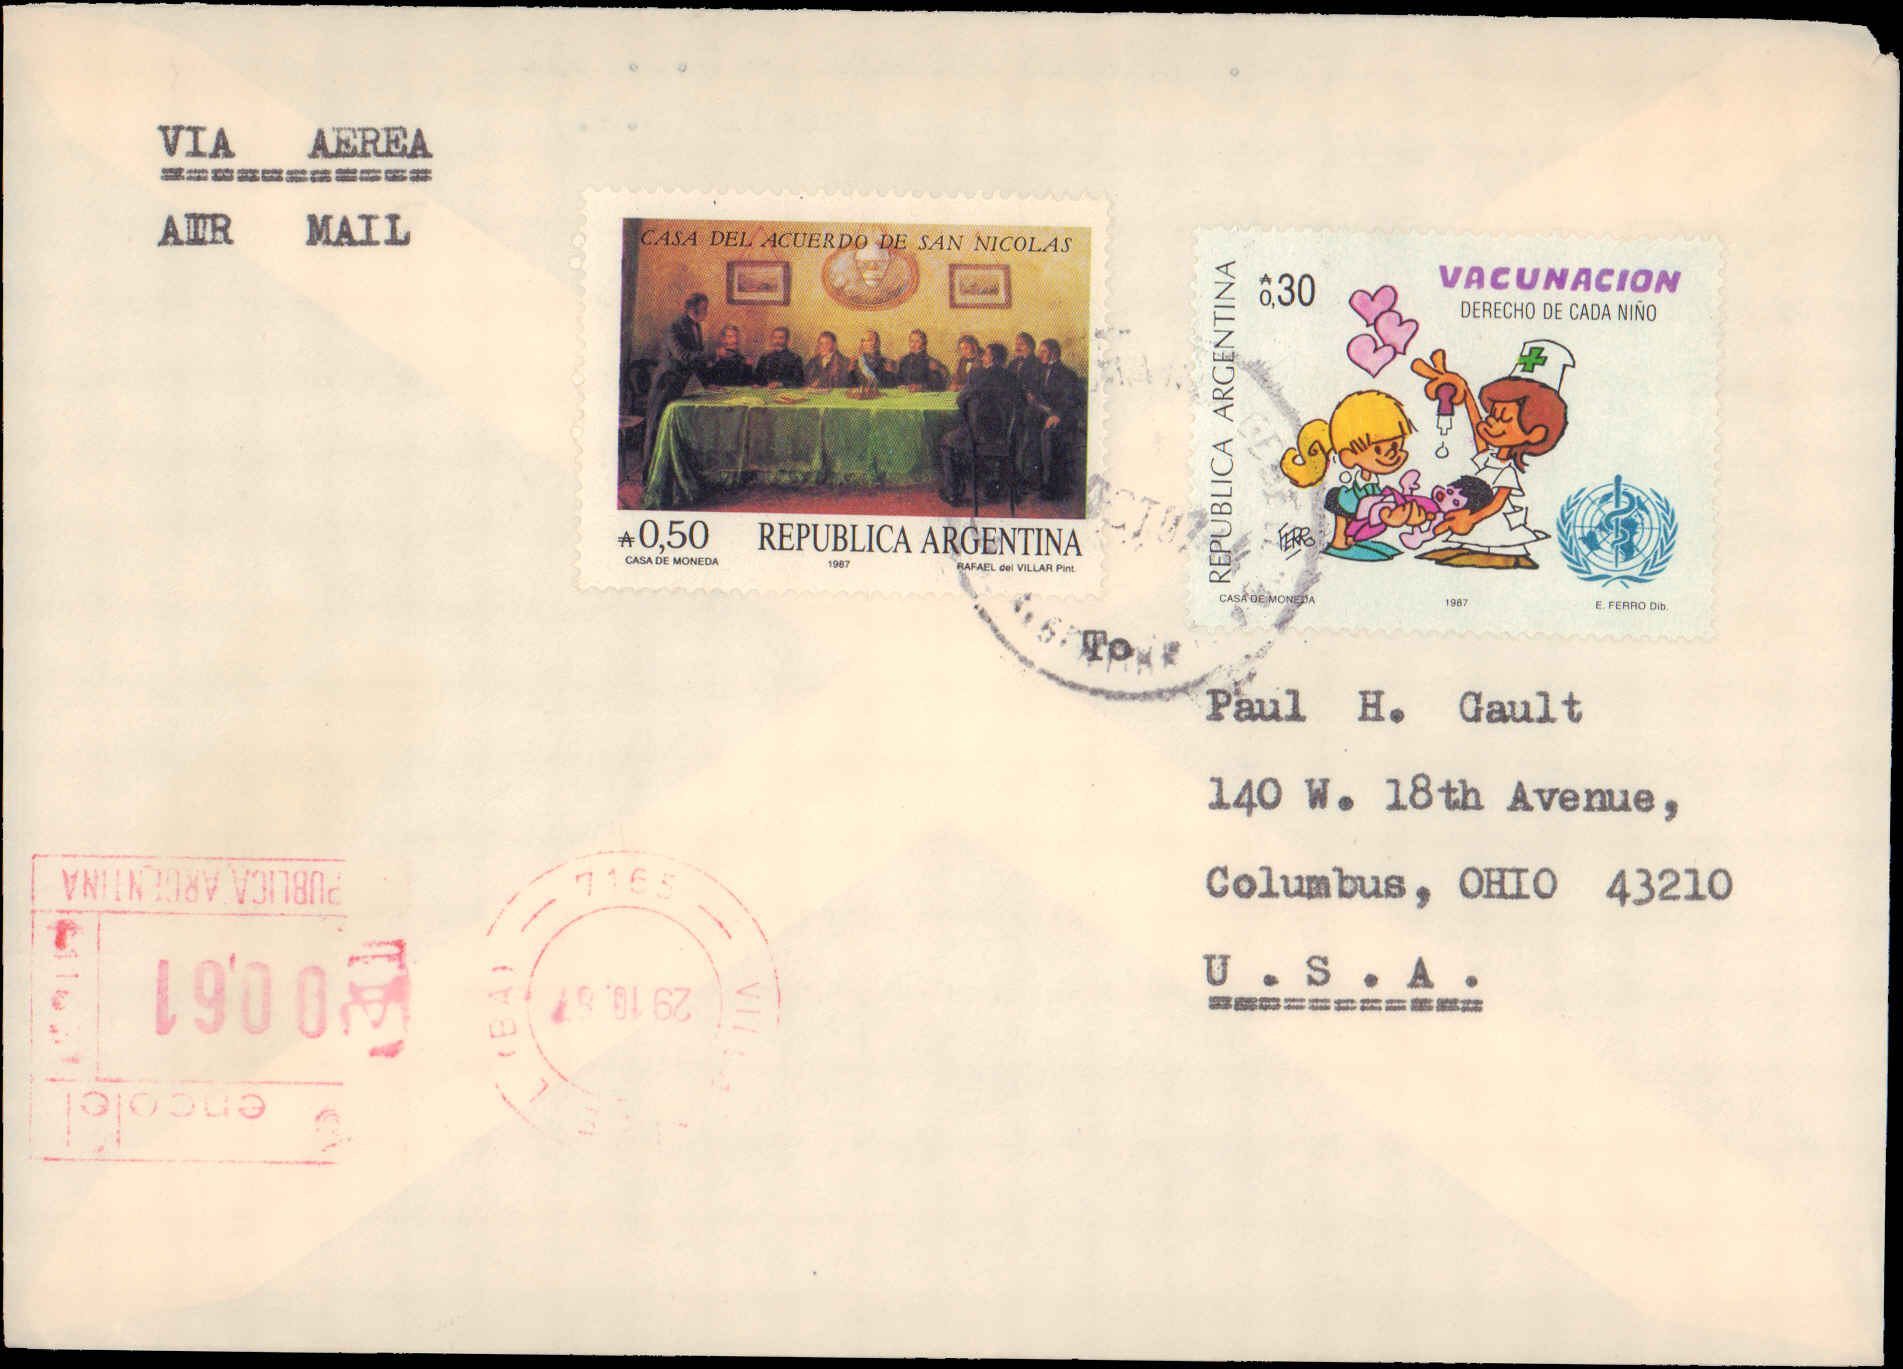 VIA AEREA
AIR MAIL
CASA DEL ACUERDO DE SAN NICOLAS
₳0,50 REPUBLICA ARGENTINA
CASA DE MONEDA 1987 RAFAEL del VILLAR Pint.
REPUBLICA ARGENTINA
₳0,30
VACUNACION
DERECHO DE CADA NIÑO
FERRO
CASA DE MONEDA 1987 E. FERRO Dib.
To
Paul H. Gault
140 W. 18th Avenue,
Columbus, OHIO 43210
U.S.A.
PUBLICA ARGENTINA
00,61
encotel
7165
29.10.87
(BA)